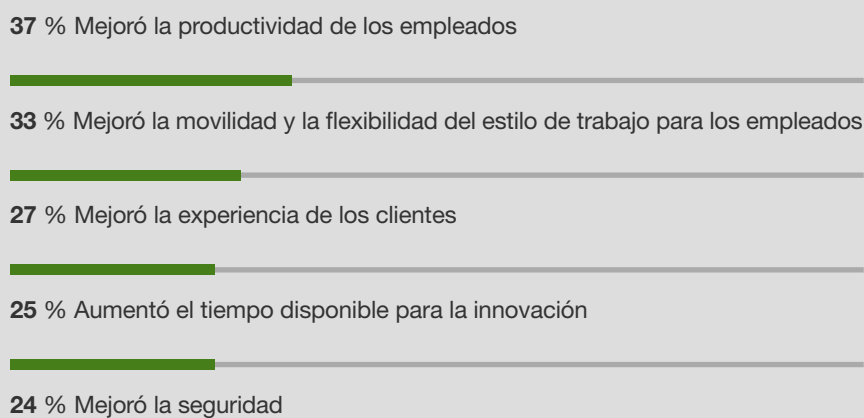 37 % Mejoró la productividad de los empleados
33 % Mejoró la movilidad y la flexibilidad del estilo de trabajo para los empleados
27 % Mejoró la experiencia de los clientes
25 % Aumentó el tiempo disponible para la innovación
24 % Mejoró la seguridad